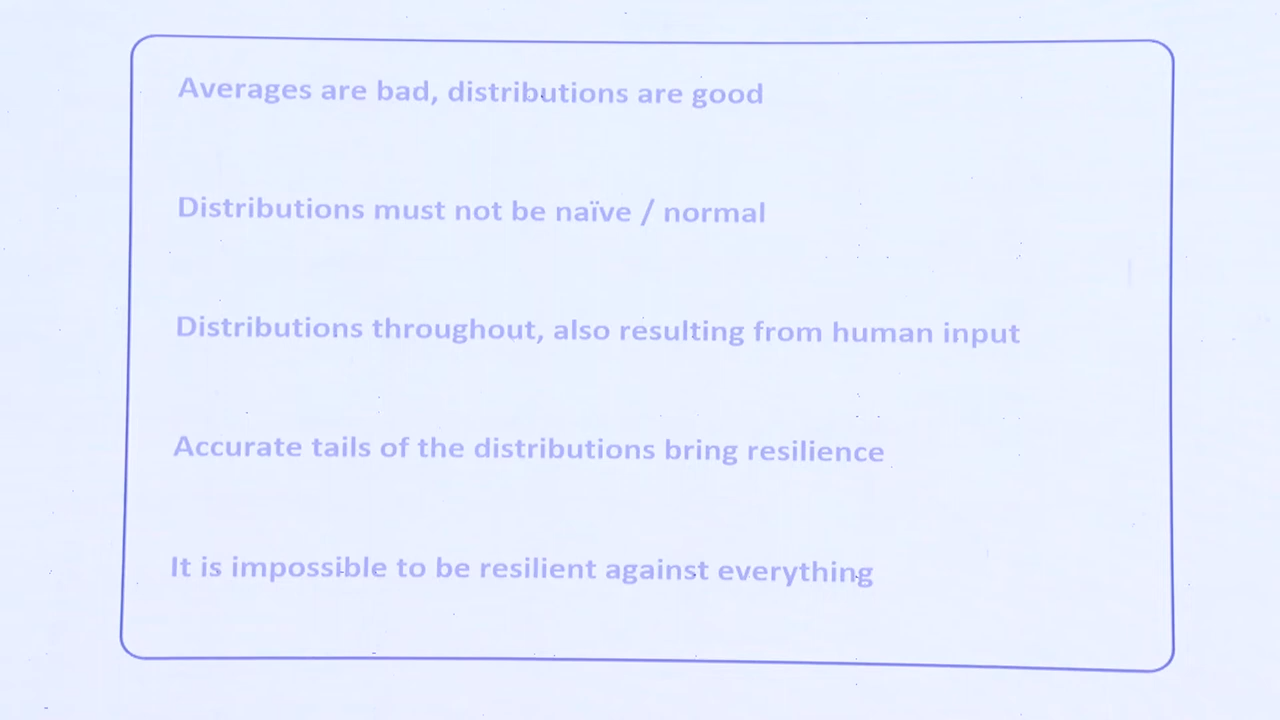 Averages are bad, distributions are good
Distributions must not be naïve / normal
Distributions throughout, also resulting from human input
Accurate tails of the distributions bring resilience
It is impossible to be resilient against everything